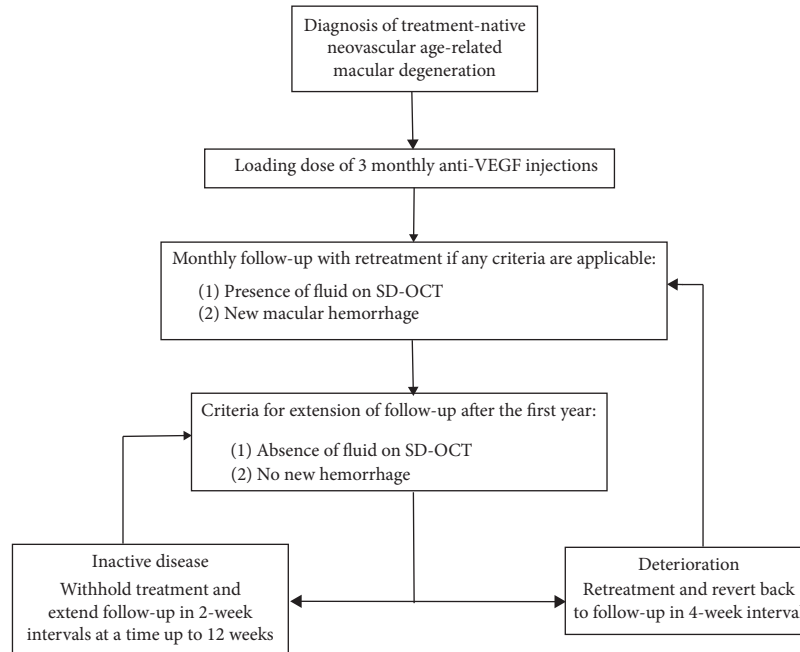 Diagnosis of treatment-native
neovascular age-related
macular degeneration
Loading dose of 3 monthly anti-VEGF injections
Monthly follow-up with retreatment if any criteria are applicable:
(1) Presence of fluid on SD-OCT
(2) New macular hemorrhage
Criteria for extension of follow-up after the first year:
(1) Absence of fluid on SD-OCT
(2) No new hemorrhage
Inactive disease
Withhold treatment and
extend follow-up in 2-week
intervals at a time up to 12 weeks
Deterioration
Retreatment and revert back
to follow-up in 4-week interval